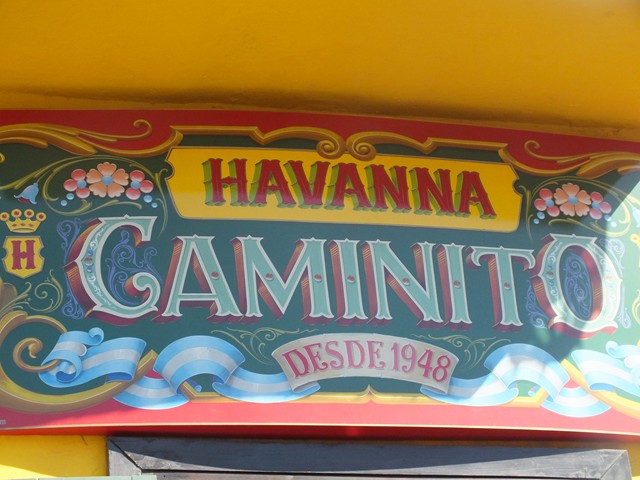 HAVANNA
H
CAMINITO
DESDE 1948